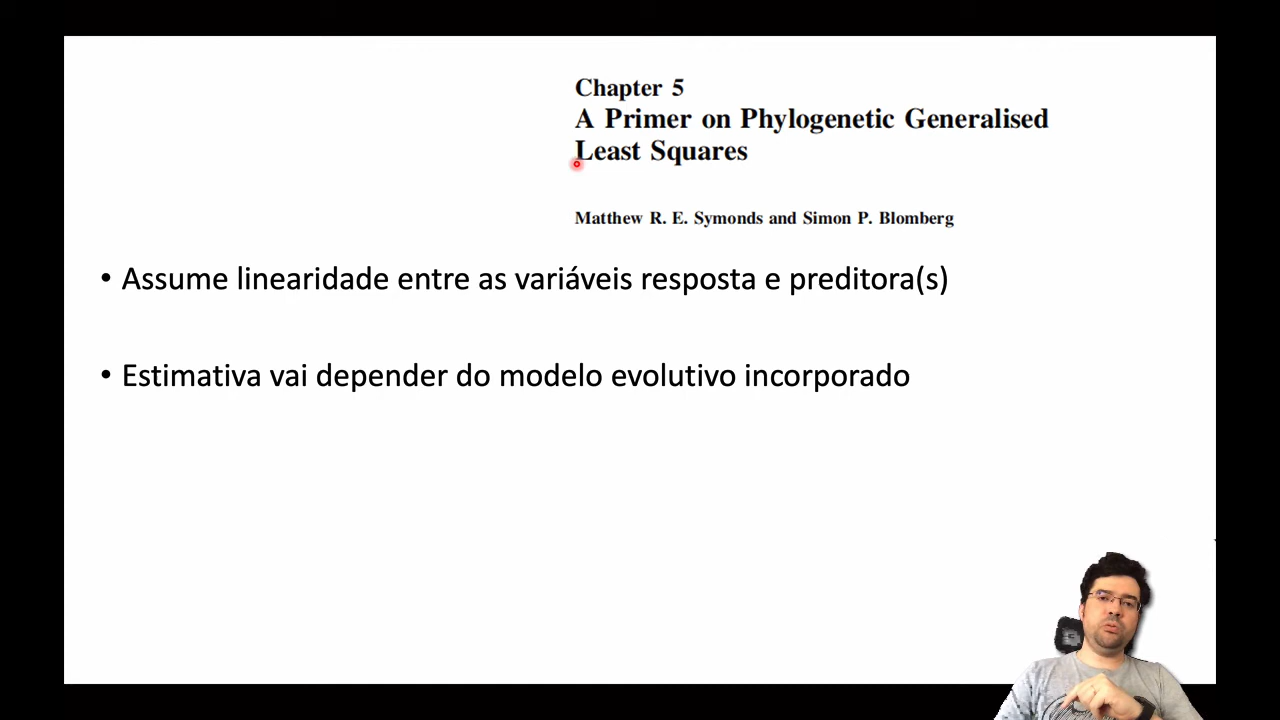 Chapter 5
A Primer on Phylogenetic Generalised
Least Squares
Matthew R. E. Symonds and Simon P. Blomberg
• Assume linearidade entre as variáveis resposta e preditora(s)
• Estimativa vai depender do modelo evolutivo incorporado